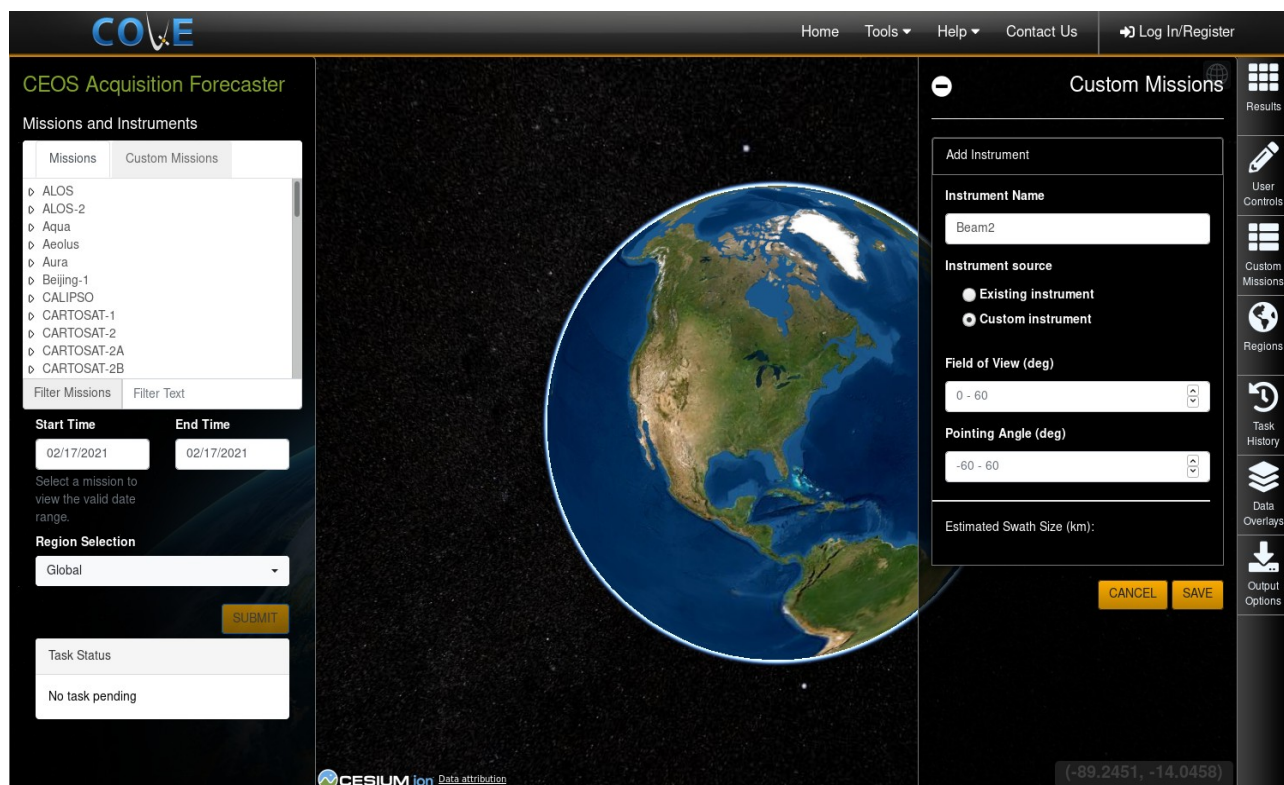 COVE
Home Tools Help Contact Us Log In/Register
CEOS Acquisition Forecaster
Missions and Instruments
Missions Custom Missions
ALOS
ALOS-2
Aqua
Aeolus
Aura
Beijing-1
CALIPSO
CARTOSAT-1
CARTOSAT-2
CARTOSAT-2A
CARTOSAT-2B
Filter Missions Filter Text
Start Time End Time
02/17/2021 02/17/2021
Select a mission to
view the valid date
range.
Region Selection
Global
SUBMIT
Task Status
No task pending
CESIUM ion Data attribution
Custom Missions
Add Instrument
Instrument Name
Beam2
Instrument source
Existing instrument
Custom instrument
Field of View (deg)
0 - 60
Pointing Angle (deg)
-60 - 60
Estimated Swath Size (km):
CANCEL SAVE
(-89.2451, -14.0458)
Results
User
Controls
Custom
Missions
Regions
Task
History
Data
Overlays
Output
Options